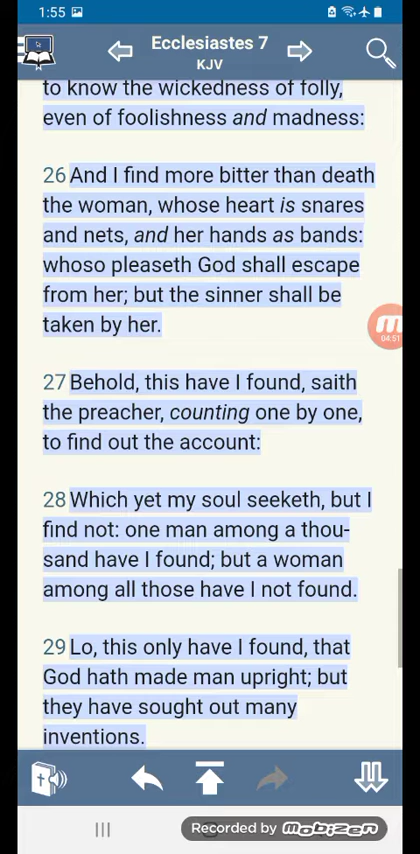 1:55
Ecclesiastes 7
KJV
to know the wickedness of folly,
even of foolishness and madness:
26 And I find more bitter than death
the woman, whose heart is snares
and nets, and her hands as bands:
whoso pleaseth God shall escape
from her; but the sinner shall be
taken by her.
04:51
27 Behold, this have I found, saith
the preacher, counting one by one,
to find out the account:
28 Which yet my soul seeketh, but I
find not: one man among a thou-
sand have I found; but a woman
among all those have I not found.
29 Lo, this only have I found, that
God hath made man upright; but
they have sought out many
inventions.
Recorded by mobizen